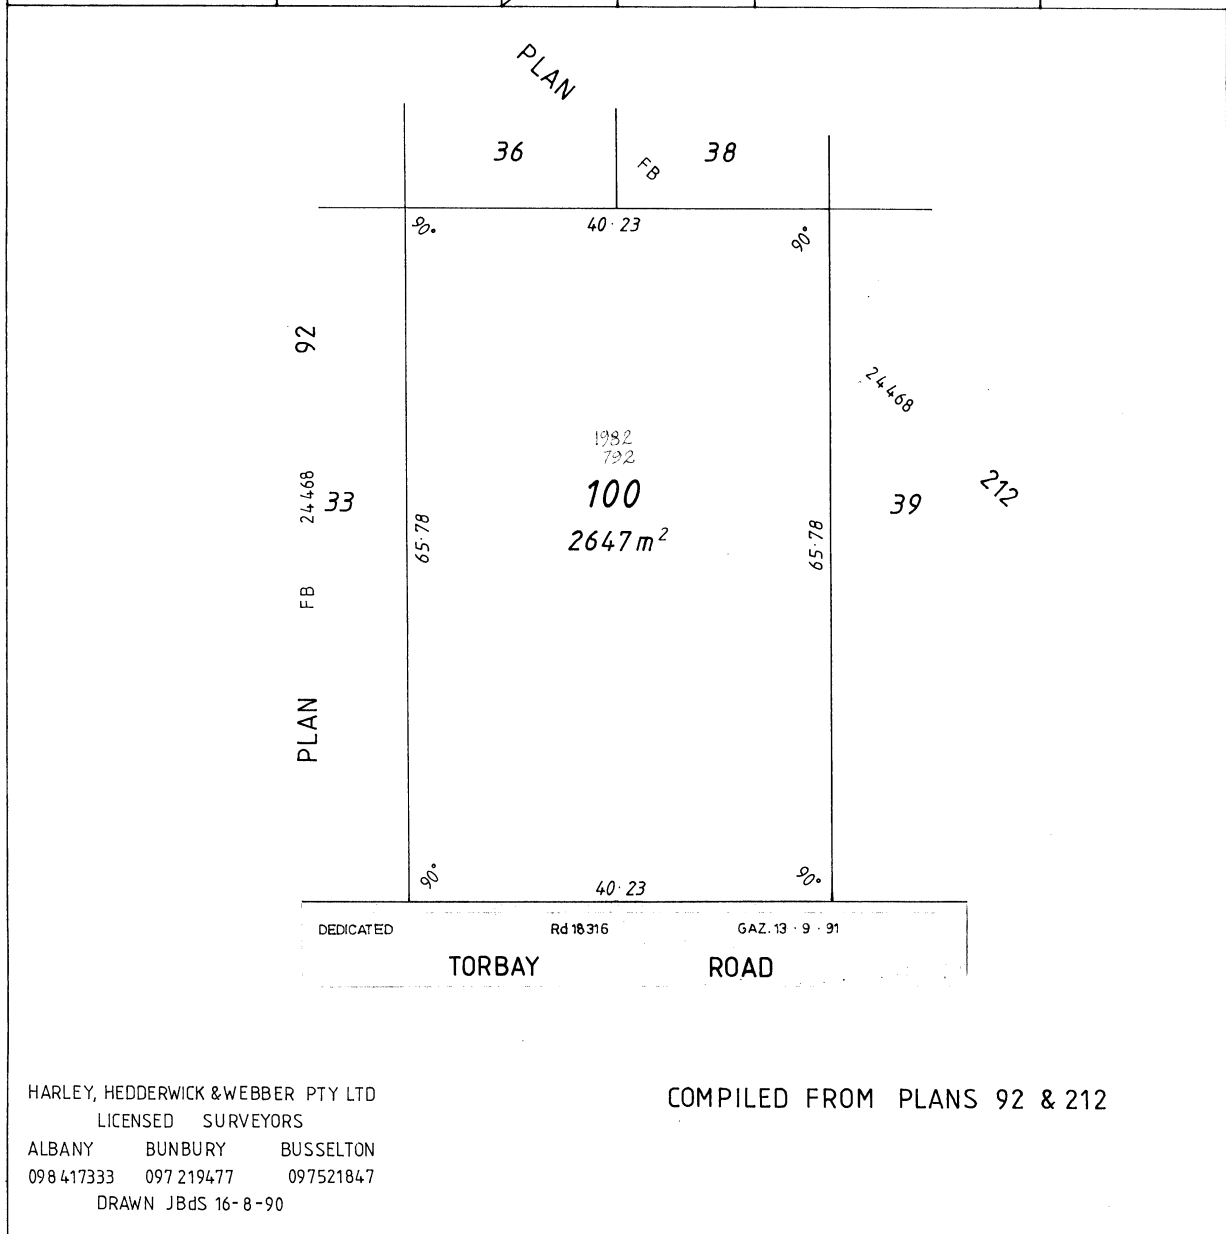 PLAN
36
FB
38
90°
40·23
90°
92
24468
1982
792
24468
33
100
39
212
65·78
2647m²
65·78
FB
PLAN
90°
40·23
90°
DEDICATED Rd 18316 GAZ. 13·9·91
TORBAY ROAD
HARLEY, HEDDERWICK & WEBBER PTY LTD
LICENSED SURVEYORS
ALBANY BUNBURY BUSSELTON
098 417333 097 219477 097521847
DRAWN JBdS 16-8-90
COMPILED FROM PLANS 92 & 212